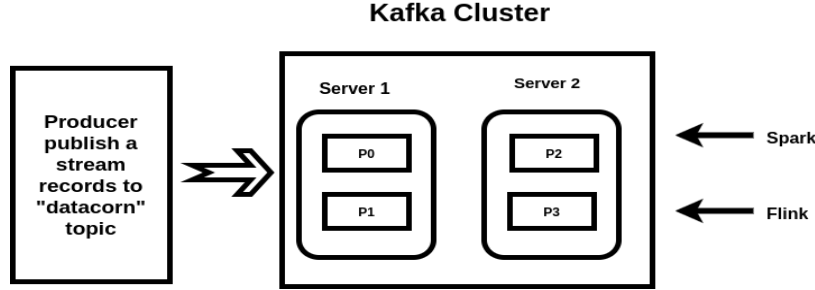 Kafka Cluster
Producer
publish a
stream
records to
"datacorn"
topic
Server 1
P0
P1
Server 2
P2
P3
Spark
Flink